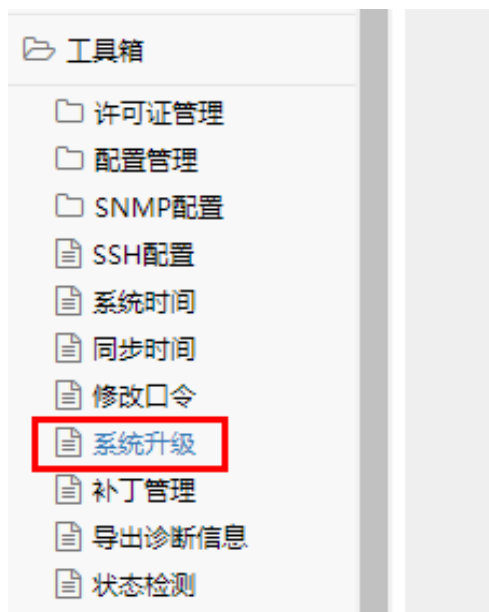 工具箱
许可证管理
配置管理
SNMP配置
SSH配置
系统时间
同步时间
修改口令
系统升级
补丁管理
导出诊断信息
状态检测